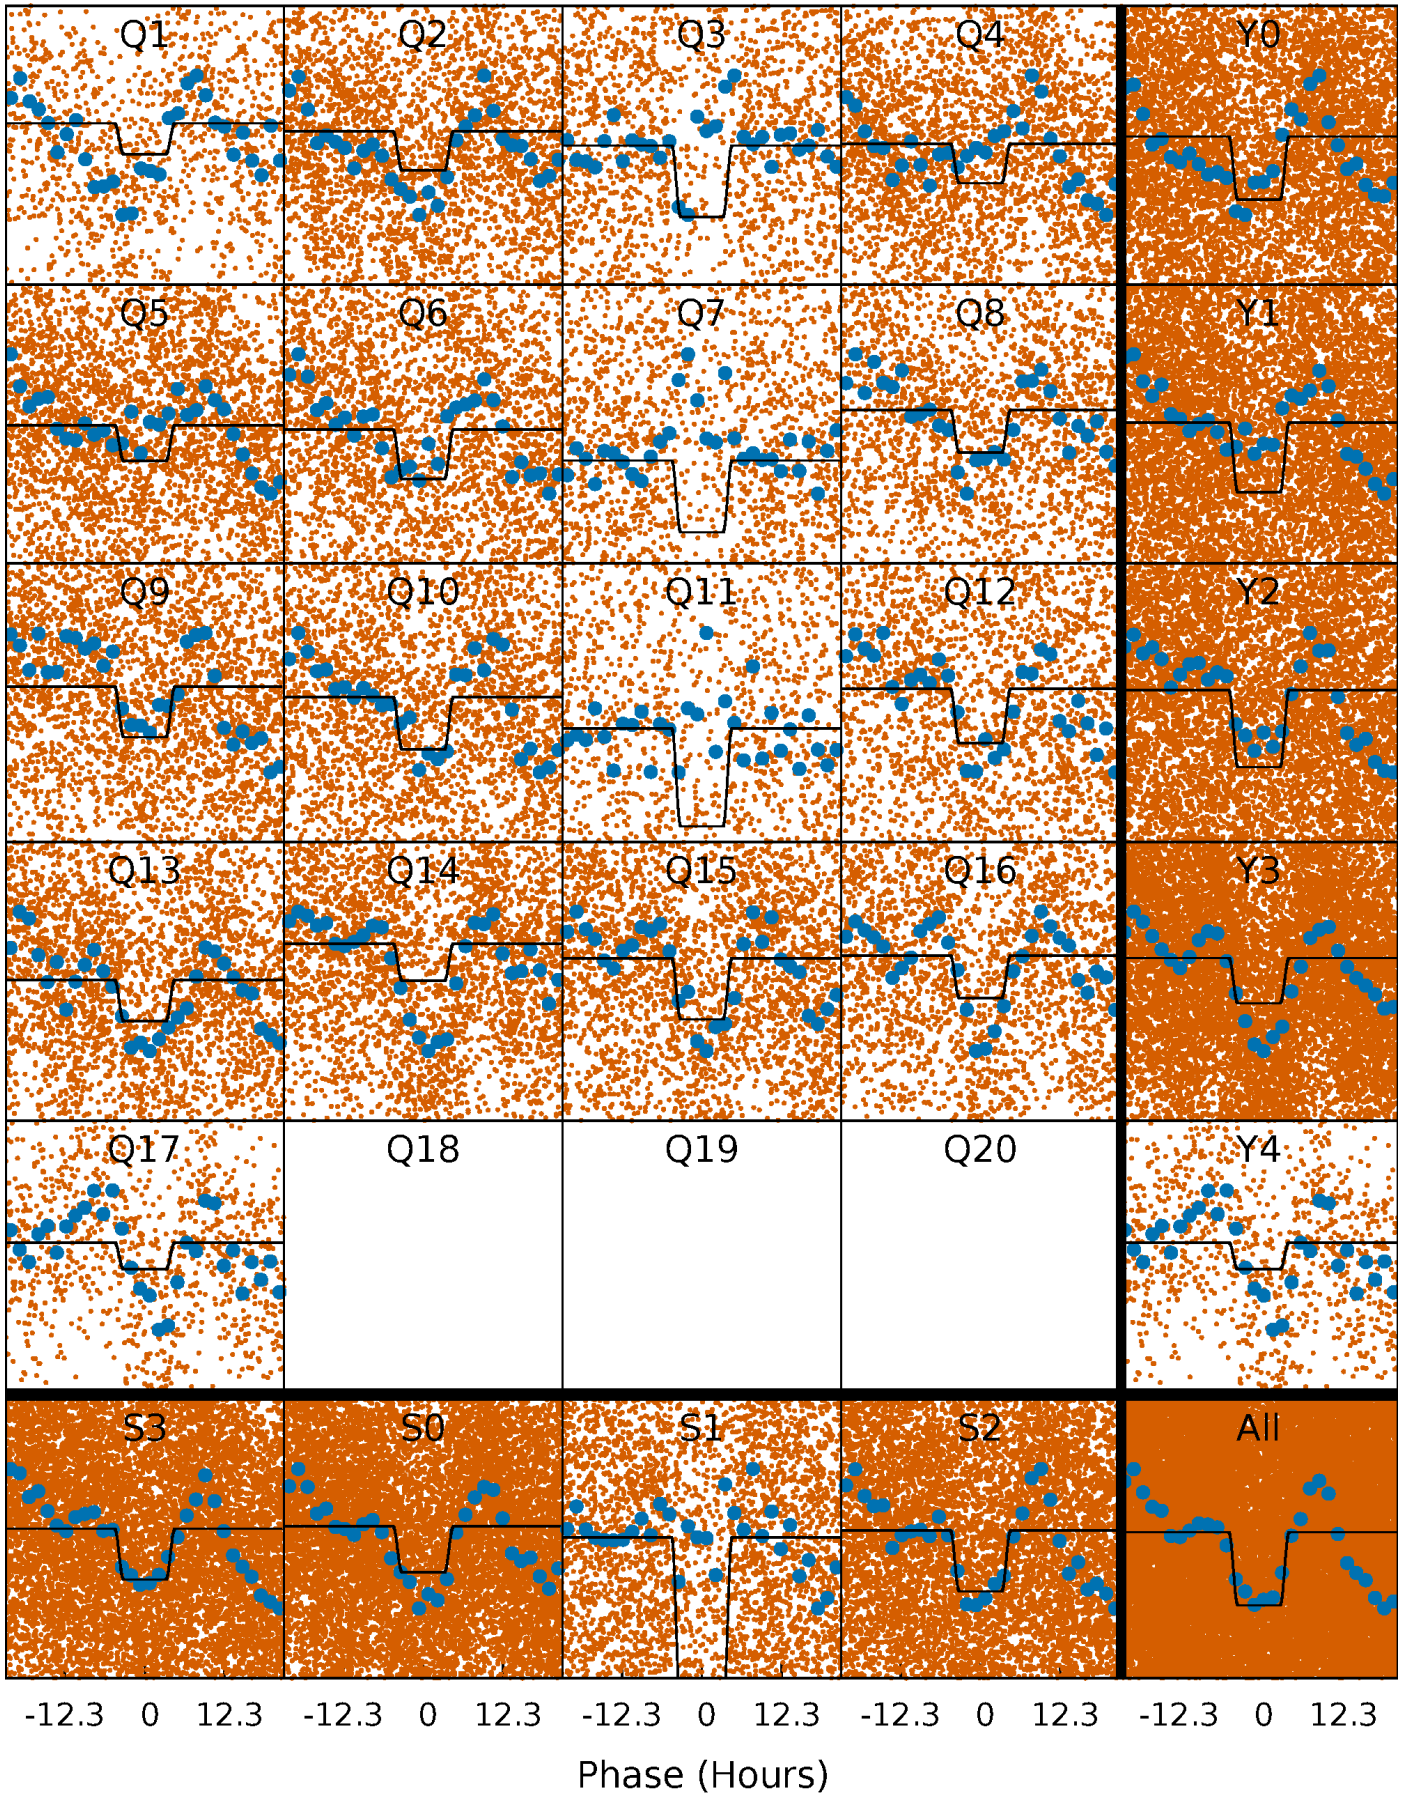 Q1 Q2 Q3 Q4 Y0
Q5 Q6 Q7 Q8 Y1
Q9 Q10 Q11 Q12 Y2
Q13 Q14 Q15 Q16 Y3
Q17 Q18 Q19 Q20 Y4
S3 S0 S1 S2 All
-12.3 0 12.3 -12.3 0 12.3 -12.3 0 12.3 -12.3 0 12.3 -12.3 0 12.3
Phase (Hours)